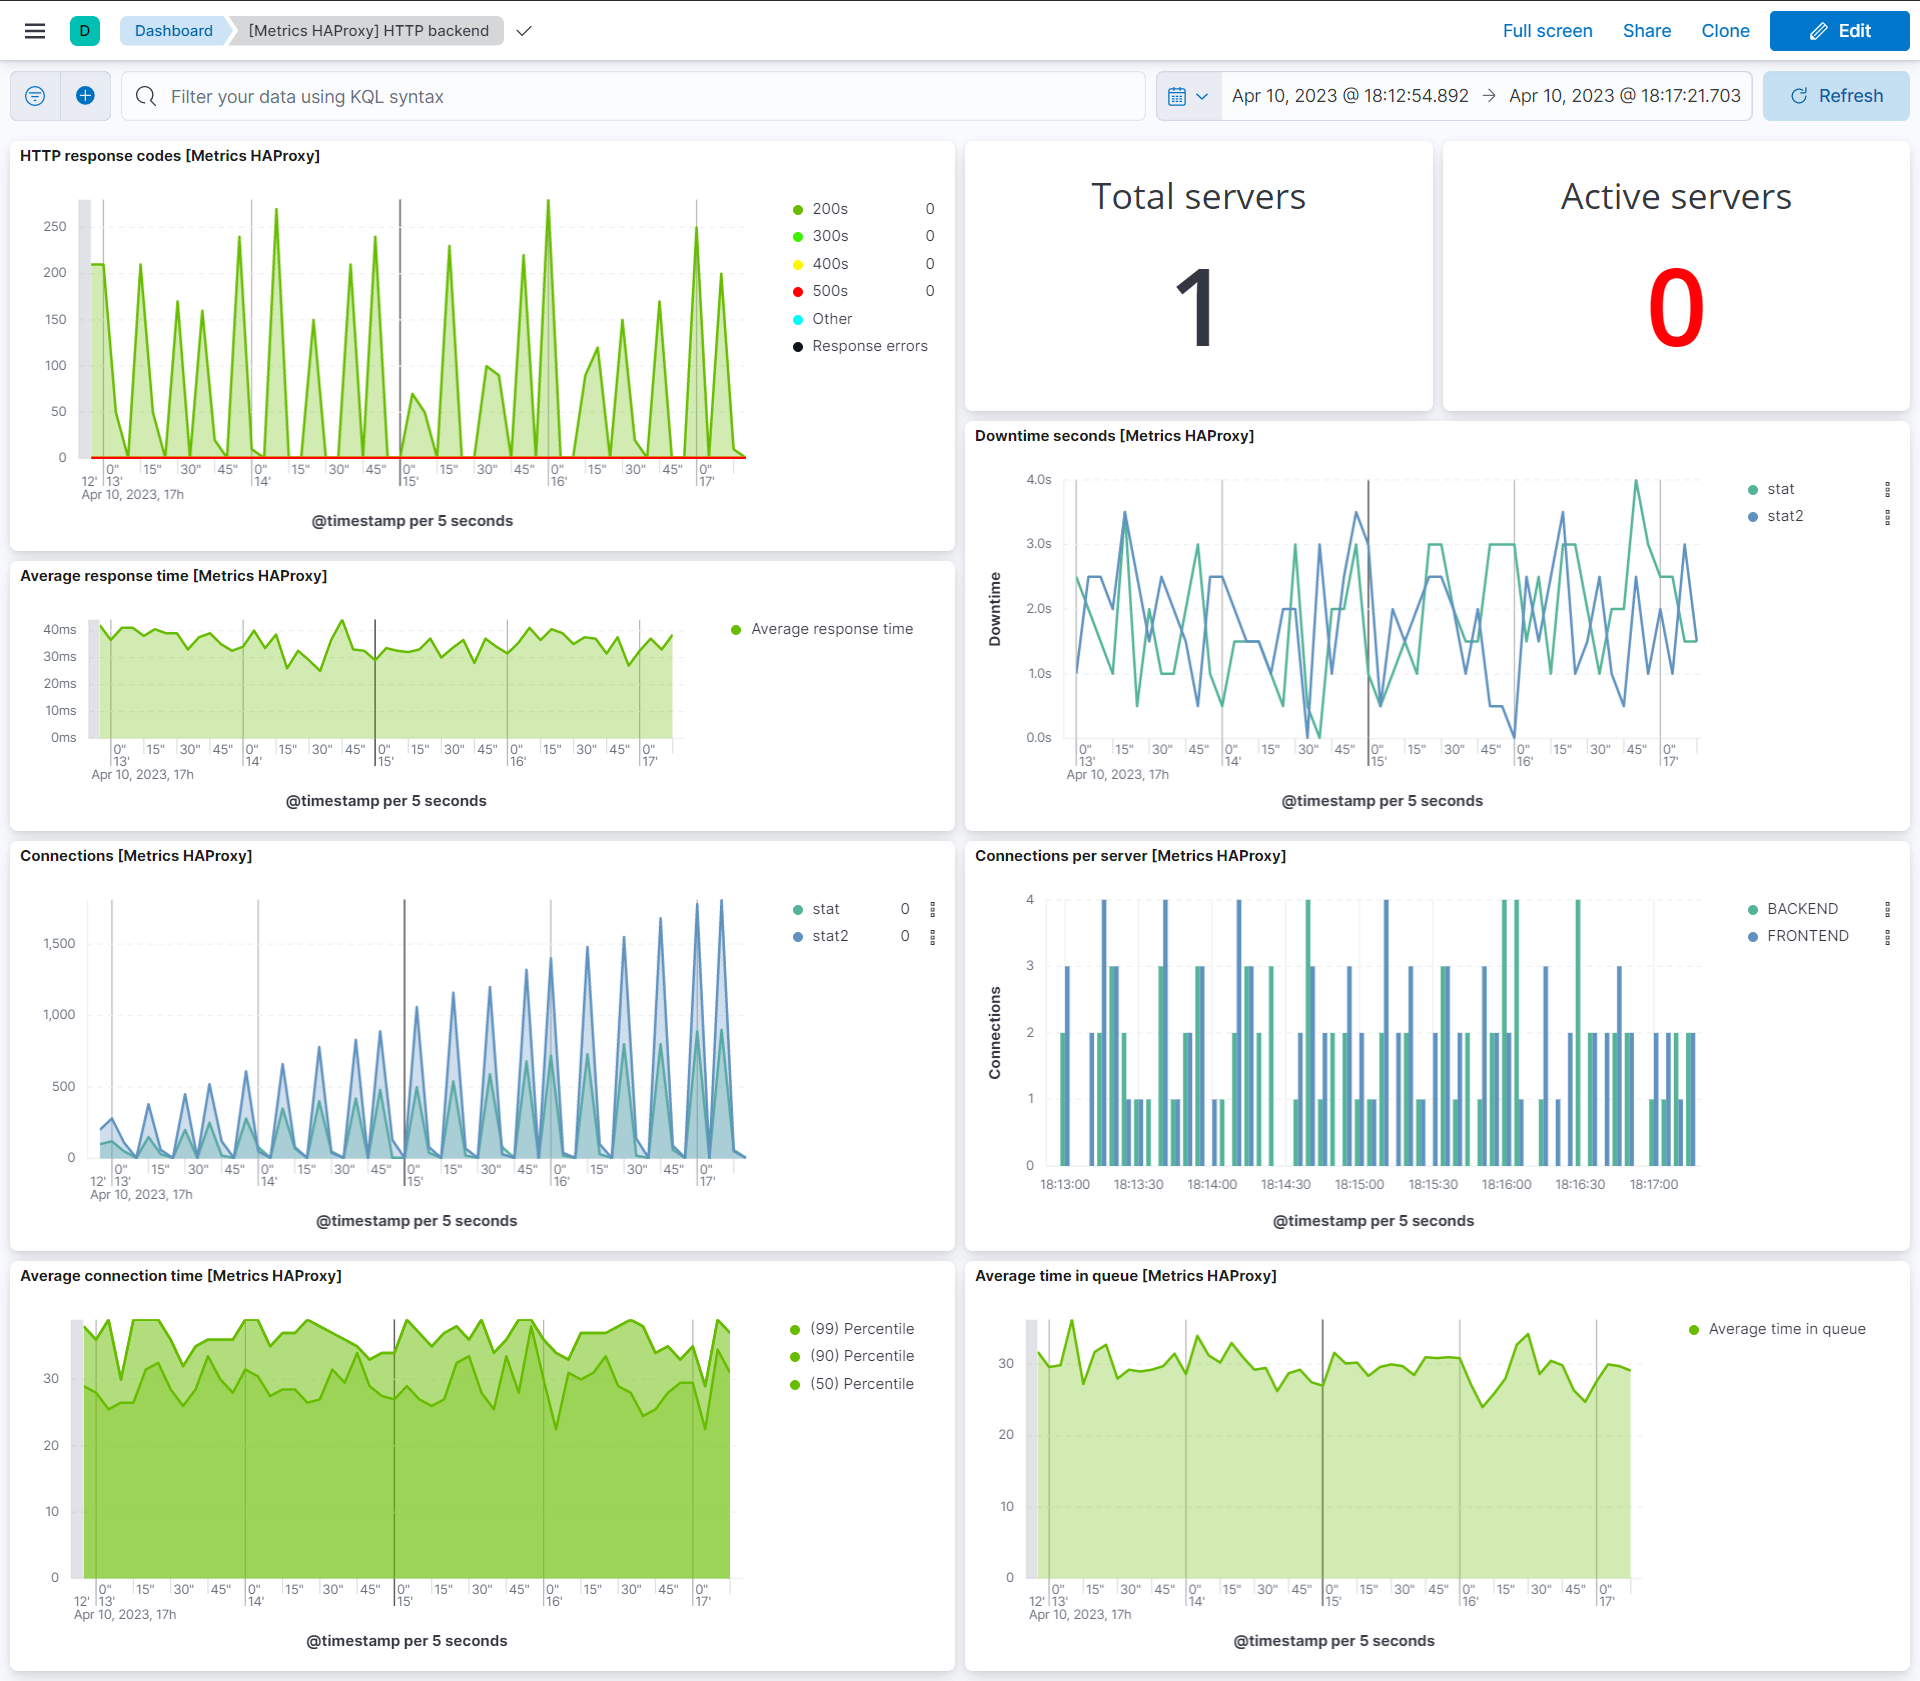 D Dashboard [Metrics HAProxy] HTTP backend Full screen Share Clone Edit
Filter your data using KQL syntax Apr 10, 2023 @ 18:12:54.892 → Apr 10, 2023 @ 18:17:21.703 Refresh
HTTP response codes [Metrics HAProxy]
250
200
150
100
50
0
0" 15" 30" 45" 0" 15" 30" 45" 0" 15" 30" 45" 0" 15" 30" 45" 0"
12' 13' 14' 15' 16' 17'
Apr 10, 2023, 17h
@timestamp per 5 seconds
200s 0
300s 0
400s 0
500s 0
Other
Response errors
Total servers
1
Active servers
0
Downtime seconds [Metrics HAProxy]
Downtime
4.0s
3.0s
2.0s
1.0s
0.0s
0" 15" 30" 45" 0" 15" 30" 45" 0" 15" 30" 45" 0" 15" 30" 45" 0"
13' 14' 15' 16' 17'
Apr 10, 2023, 17h
@timestamp per 5 seconds
stat
stat2
Average response time [Metrics HAProxy]
40ms
30ms
20ms
10ms
0ms
0" 15" 30" 45" 0" 15" 30" 45" 0" 15" 30" 45" 0" 15" 30" 45" 0"
13' 14' 15' 16' 17'
Apr 10, 2023, 17h
@timestamp per 5 seconds
Average response time
Connections [Metrics HAProxy]
1,500
1,000
500
0
0" 15" 30" 45" 0" 15" 30" 45" 0" 15" 30" 45" 0" 15" 30" 45" 0"
12' 13' 14' 15' 16' 17'
Apr 10, 2023, 17h
@timestamp per 5 seconds
stat 0
stat2 0
Connections per server [Metrics HAProxy]
Connections
4
3
2
1
0
18:13:00 18:13:30 18:14:00 18:14:30 18:15:00 18:15:30 18:16:00 18:16:30 18:17:00
@timestamp per 5 seconds
BACKEND
FRONTEND
Average connection time [Metrics HAProxy]
30
20
10
0
0" 15" 30" 45" 0" 15" 30" 45" 0" 15" 30" 45" 0" 15" 30" 45" 0"
12' 13' 14' 15' 16' 17'
Apr 10, 2023, 17h
@timestamp per 5 seconds
(99) Percentile
(90) Percentile
(50) Percentile
Average time in queue [Metrics HAProxy]
30
20
10
0
0" 15" 30" 45" 0" 15" 30" 45" 0" 15" 30" 45" 0" 15" 30" 45" 0"
12' 13' 14' 15' 16' 17'
Apr 10, 2023, 17h
@timestamp per 5 seconds
Average time in queue